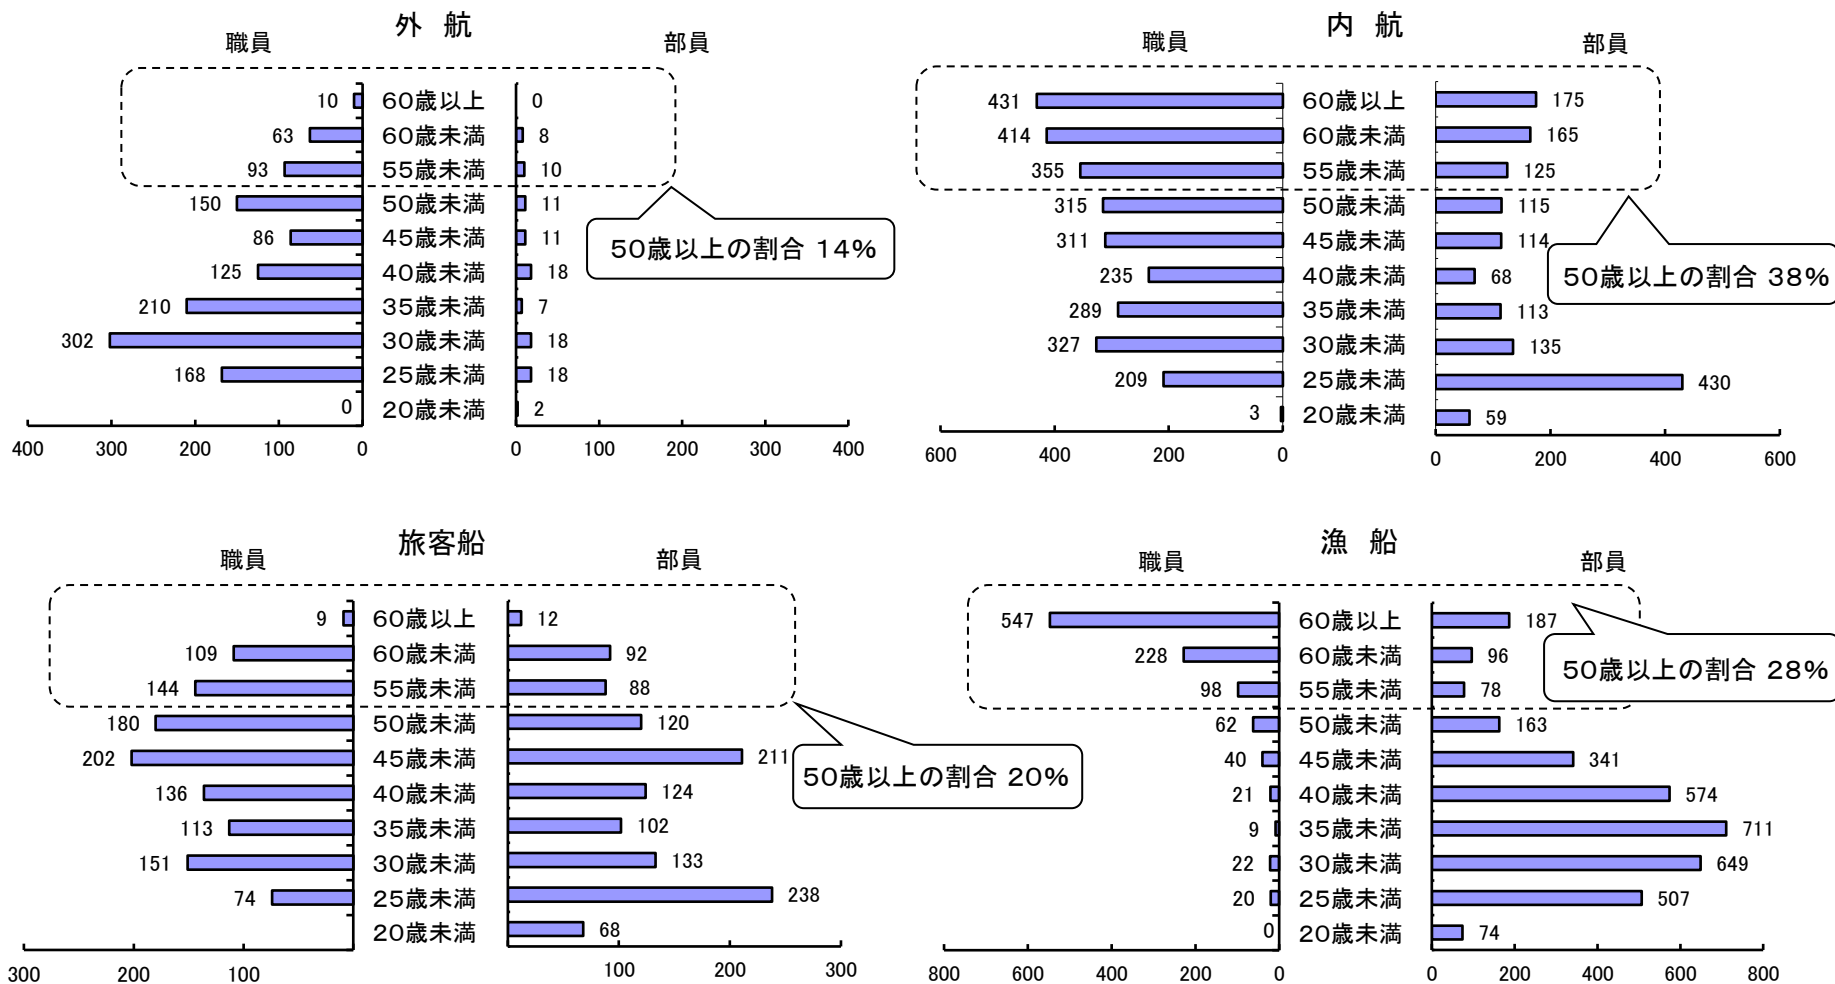 外 航
職員 部員
10 60歳以上 0
63 60歳未満 8
93 55歳未満 10
150 50歳未満 11
86 45歳未満 11
125 40歳未満 18
210 35歳未満 7
302 30歳未満 18
168 25歳未満 18
0 20歳未満 2
400 300 200 100 0 0 100 200 300 400
50歳以上の割合 14%
内 航
職員 部員
431 60歳以上 175
414 60歳未満 165
355 55歳未満 125
315 50歳未満 115
311 45歳未満 114
235 40歳未満 68
289 35歳未満 113
327 30歳未満 135
209 25歳未満 430
3 20歳未満 59
600 400 200 0 0 200 400 600
50歳以上の割合 38%
旅客船
職員 部員
9 60歳以上 12
109 60歳未満 92
144 55歳未満 88
180 50歳未満 120
202 45歳未満 211
136 40歳未満 124
113 35歳未満 102
151 30歳未満 133
74 25歳未満 238
20歳未満 68
300 200 100 100 200 300
50歳以上の割合 20%
漁 船
職員 部員
547 60歳以上 187
228 60歳未満 96
98 55歳未満 78
62 50歳未満 163
40 45歳未満 341
21 40歳未満 574
9 35歳未満 711
22 30歳未満 649
20 25歳未満 507
0 20歳未満 74
800 600 400 200 0 0 200 400 600 800
50歳以上の割合 28%